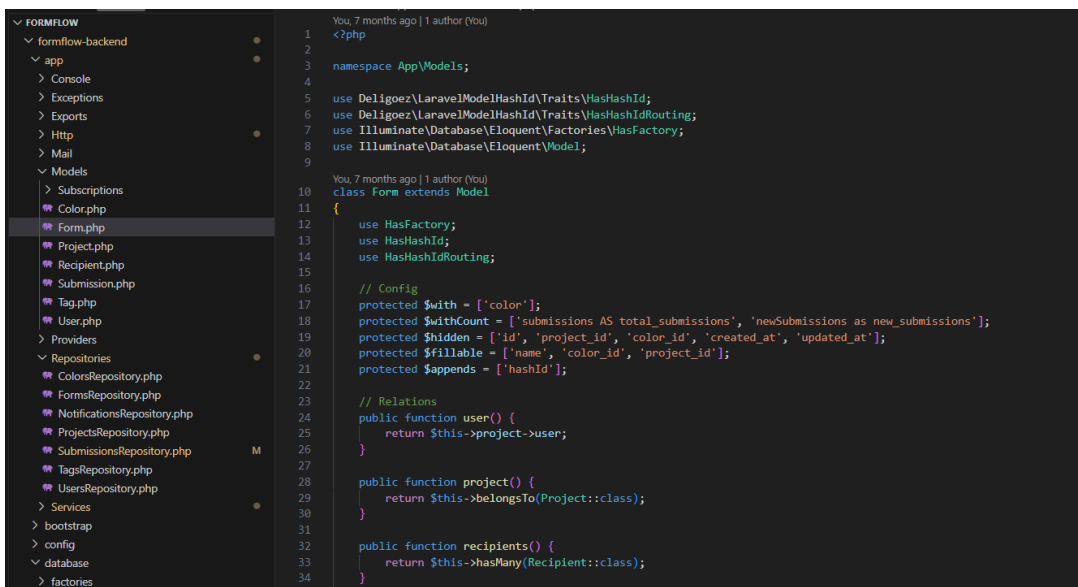 FORMFLOW
formflow-backend
app
Console
Exceptions
Exports
Http
Mail
Models
Subscriptions
Color.php
Form.php
Project.php
Recipient.php
Submission.php
Tag.php
User.php
Providers
Repositories
ColorsRepository.php
FormsRepository.php
NotificationsRepository.php
ProjectsRepository.php
SubmissionsRepository.php M
TagsRepository.php
UsersRepository.php
Services
bootstrap
config
database
factories
You, 7 months ago | 1 author (You)
1 <?php
2
3 namespace App\Models;
4
5 use Deligoez\LaravelModelHashId\Traits\HasHashId;
6 use Deligoez\LaravelModelHashId\Traits\HasHashIdRouting;
7 use Illuminate\Database\Eloquent\Factories\HasFactory;
8 use Illuminate\Database\Eloquent\Model;
9
You, 7 months ago | 1 author (You)
10 class Form extends Model
11 {
12 use HasFactory;
13 use HasHashId;
14 use HasHashIdRouting;
15
16 // Config
17 protected $with = ['color'];
18 protected $withCount = ['submissions AS total_submissions', 'newSubmissions as new_submissions'];
19 protected $hidden = ['id', 'project_id', 'color_id', 'created_at', 'updated_at'];
20 protected $fillable = ['name', 'color_id', 'project_id'];
21 protected $appends = ['hashId'];
22
23 // Relations
24 public function user() {
25 return $this->project->user;
26 }
27
28 public function project() {
29 return $this->belongsTo(Project::class);
30 }
31
32 public function recipients() {
33 return $this->hasMany(Recipient::class);
34 }